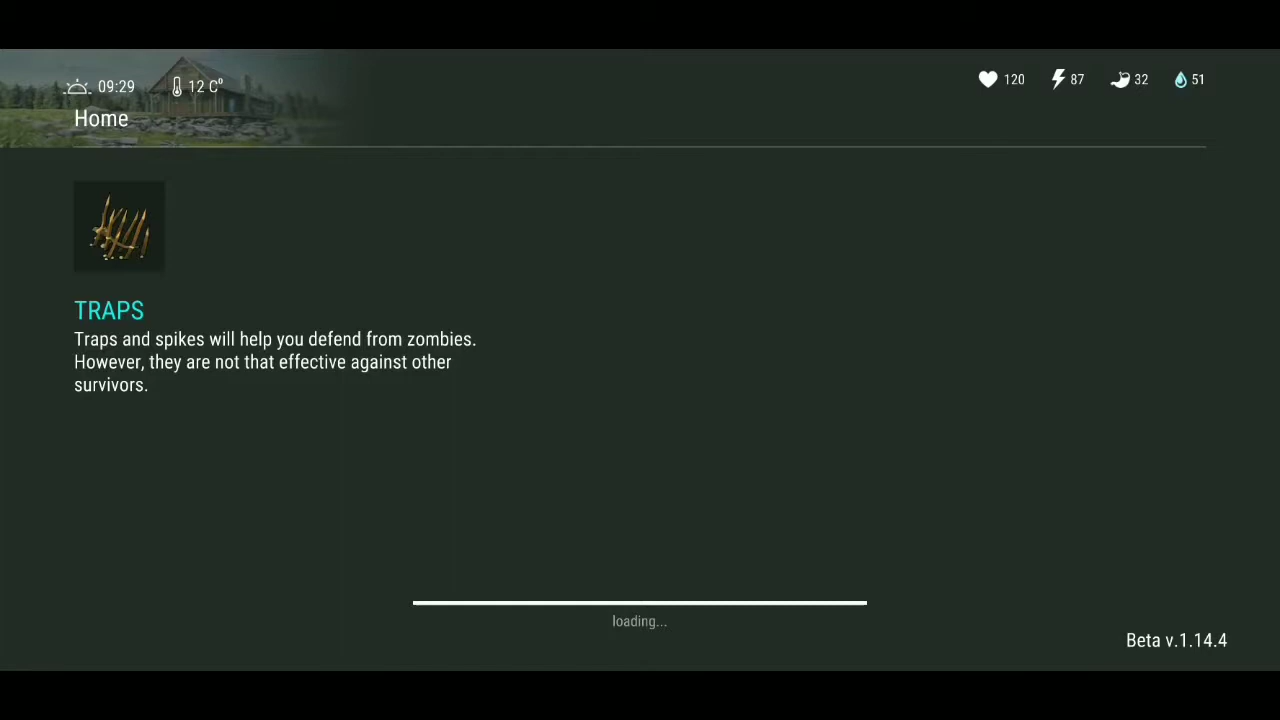 09:29 12 C⁰
120 87 32 51
Home
TRAPS
Traps and spikes will help you defend from zombies.
However, they are not that effective against other
survivors.
loading...
Beta v.1.14.4